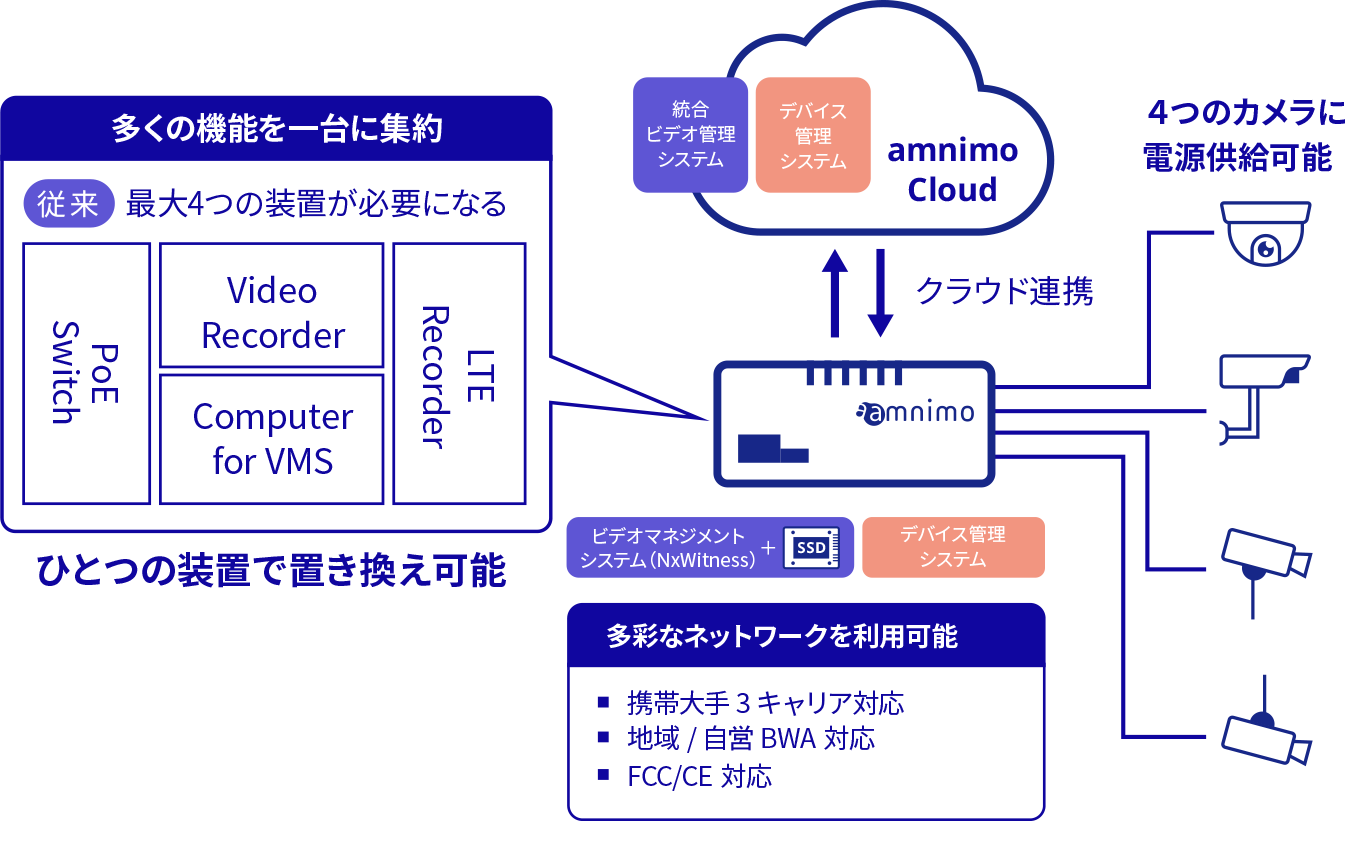 多くの機能を一台に集約
従来 最大4つの装置が必要になる
PoE
Switch
Video
Recorder
Computer
for VMS
LTE
Recorder
ひとつの装置で置き換え可能
統合
ビデオ管理
システム
デバイス
管理
システム
amnimo
Cloud
クラウド連携
amnimo
ビデオマネジメント
システム（NxWitness）
+
SSD
デバイス管理
システム
多彩なネットワークを利用可能
■ 携帯大手 3 キャリア対応
■ 地域 / 自営 BWA 対応
■ FCC/CE 対応
4つのカメラに
電源供給可能